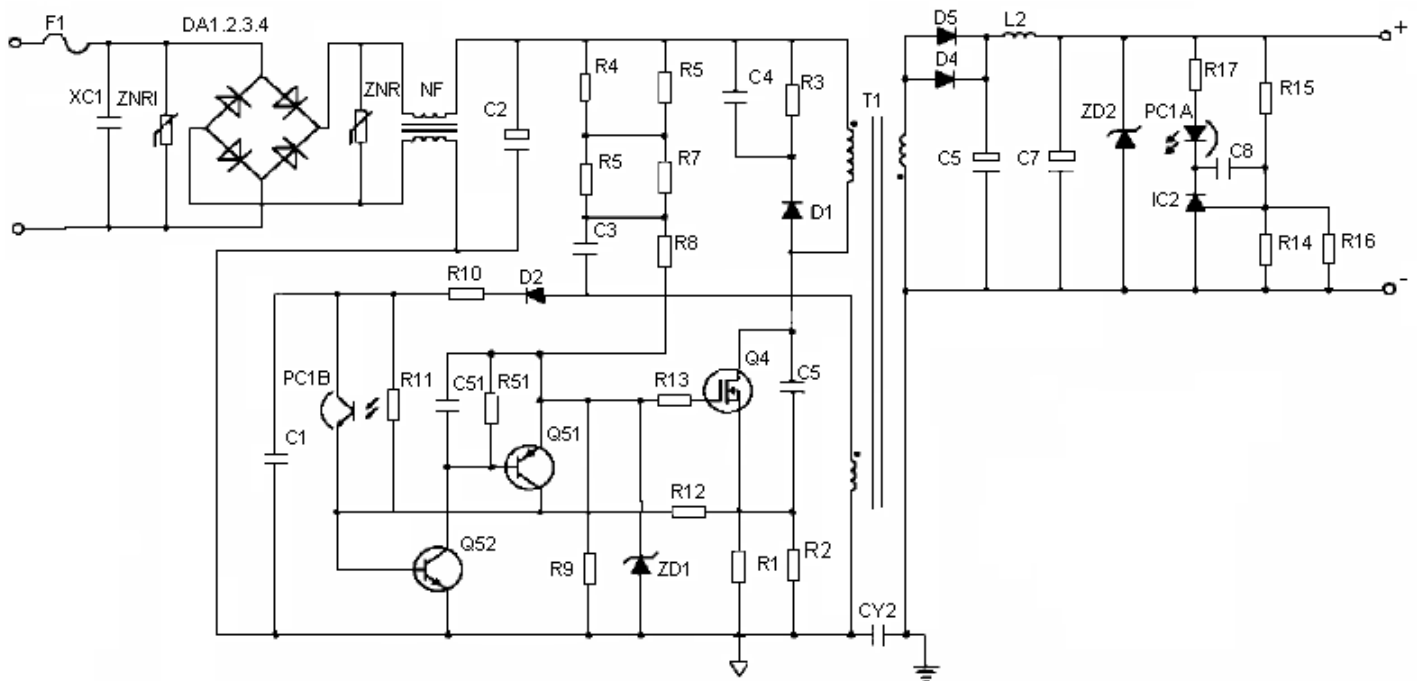 F1
DA1.2.3.4
XC1
ZNRI
ZNR
NF
C2
R4
R5
C4
R3
T1
R5
R7
C3
R8
D1
D5
L2
D4
+
R17
R15
ZD2
PC1A
C5
C7
C8
IC2
R14
R16
-
R10
D2
PC1B
R11
C51
R51
R13
Q4
C5
C1
Q51
R12
Q52
R9
ZD1
R1
R2
CY2